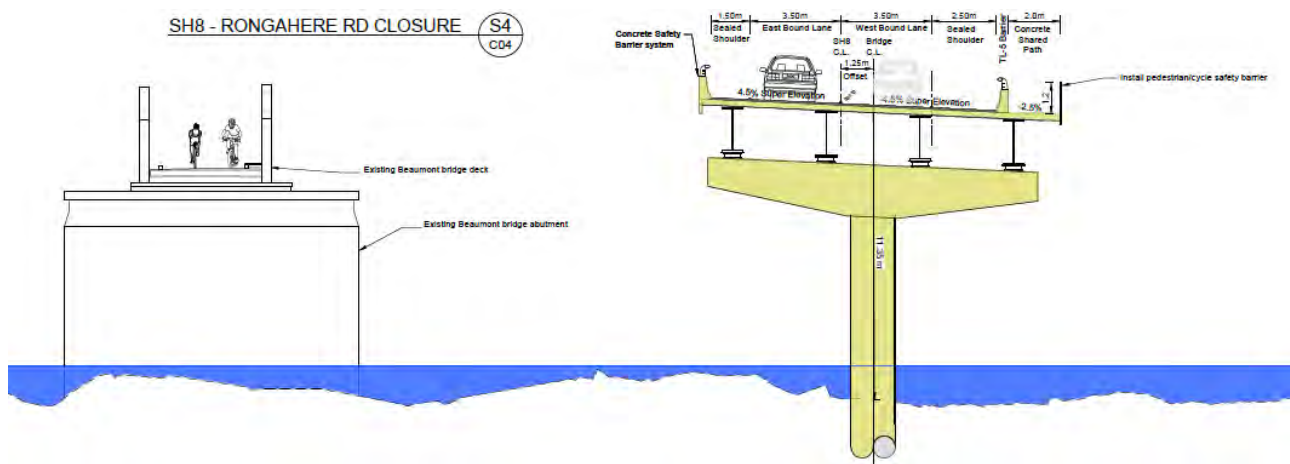 SH8 - RONGAHERE RD CLOSURE
S4
C04
Existing Beaumont bridge deck
Existing Beaumont bridge abutment
1.50m
3.50m
3.50m
2.50m
2.0m
Sealed
Shoulder
East Bound Lane
West Bound Lane
Sealed
Shoulder
TL-5 Barrier
Concrete
Shared
Path
Concrete Safety
Barrier system
SH8
C.L.
Bridge
C.L.
1.25m
Offset
Install pedestrian/cycle safety barrier
1.2
4.5% Super Elevation
-4.5% Super Elevation
-2.5%
11.35 m